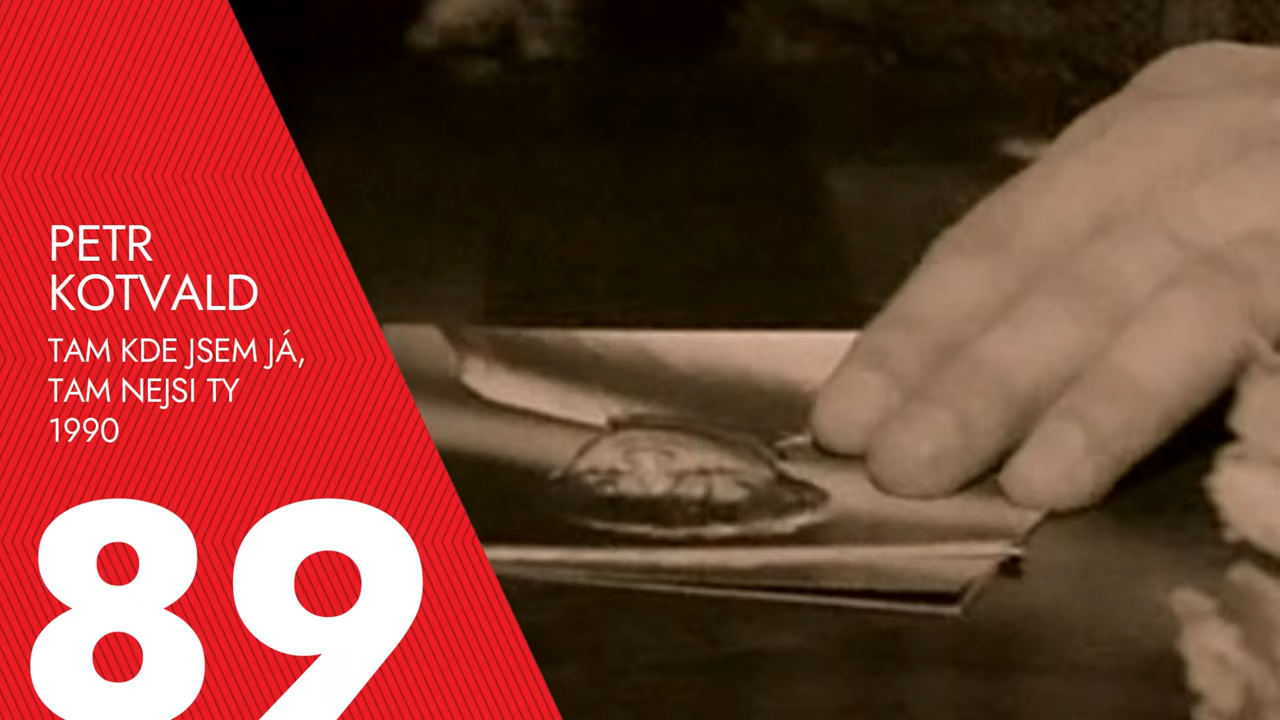 PETR
KOTVALD
TAM KDE JSEM JÁ,
TAM NEJSI TY
1990
89